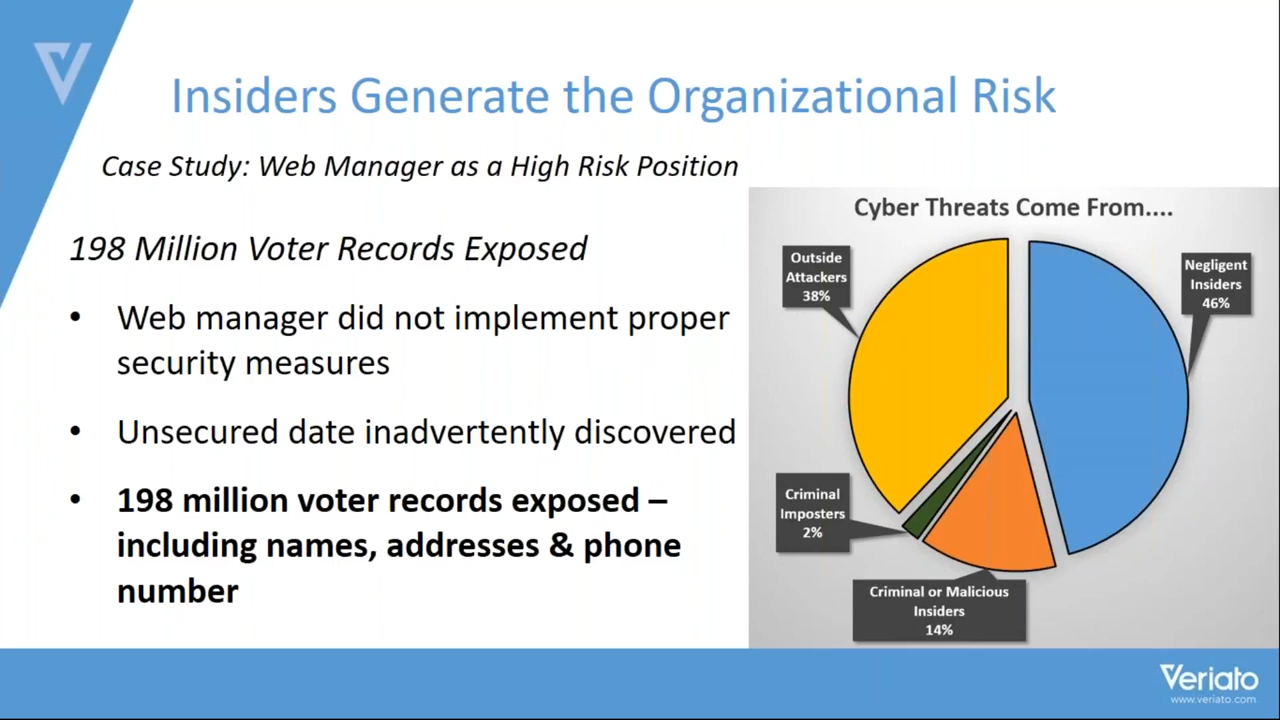 Insiders Generate the Organizational Risk
Case Study: Web Manager as a High Risk Position
198 Million Voter Records Exposed
• Web manager did not implement proper
security measures
• Unsecured date inadvertently discovered
• 198 million voter records exposed –
including names, addresses & phone
number
Cyber Threats Come From....
Outside
Attackers
38%
Negligent
Insiders
46%
Criminal
Imposters
2%
Criminal or Malicious
Insiders
14%
Veriato
www.veriato.com